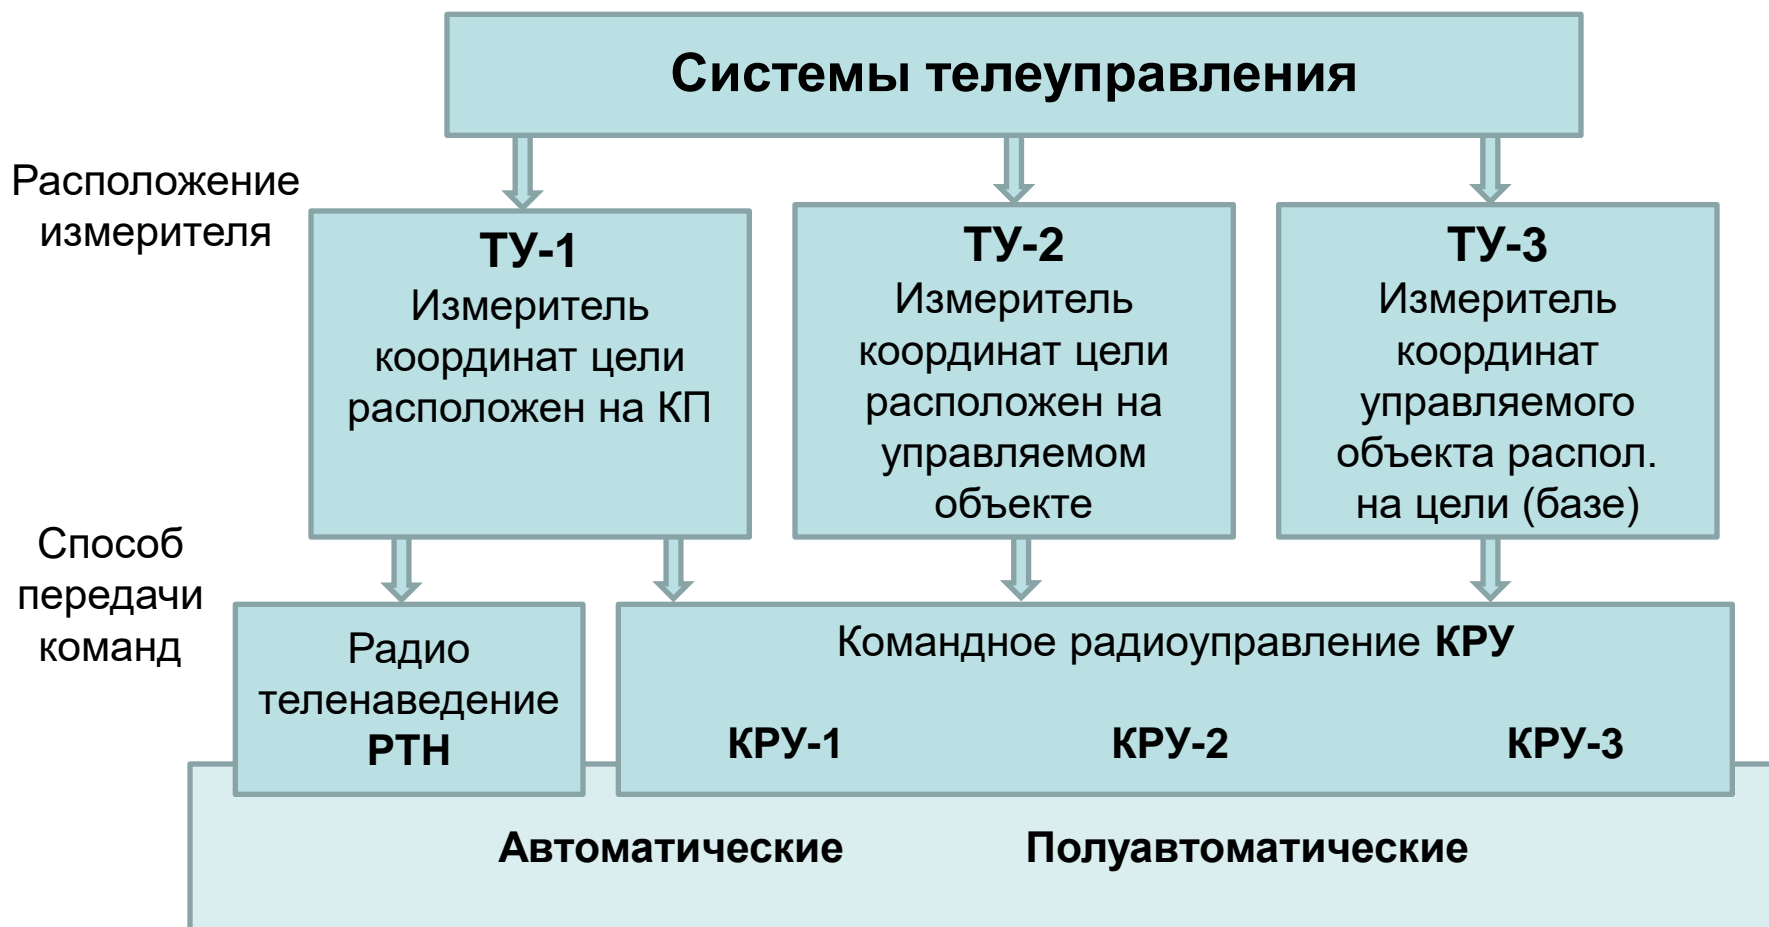 Системы телеуправления
Расположение
измерителя
ТУ-1
Измеритель
координат цели
расположен на КП
ТУ-2
Измеритель
координат цели
расположен на
управляемом
объекте
ТУ-3
Измеритель
координат
управляемого
объекта распол.
на цели (базе)
Способ
передачи
команд
Радио
теленаведение
РТН
Командное радиоуправление КРУ
КРУ-1 КРУ-2 КРУ-3
Автоматические Полуавтоматические